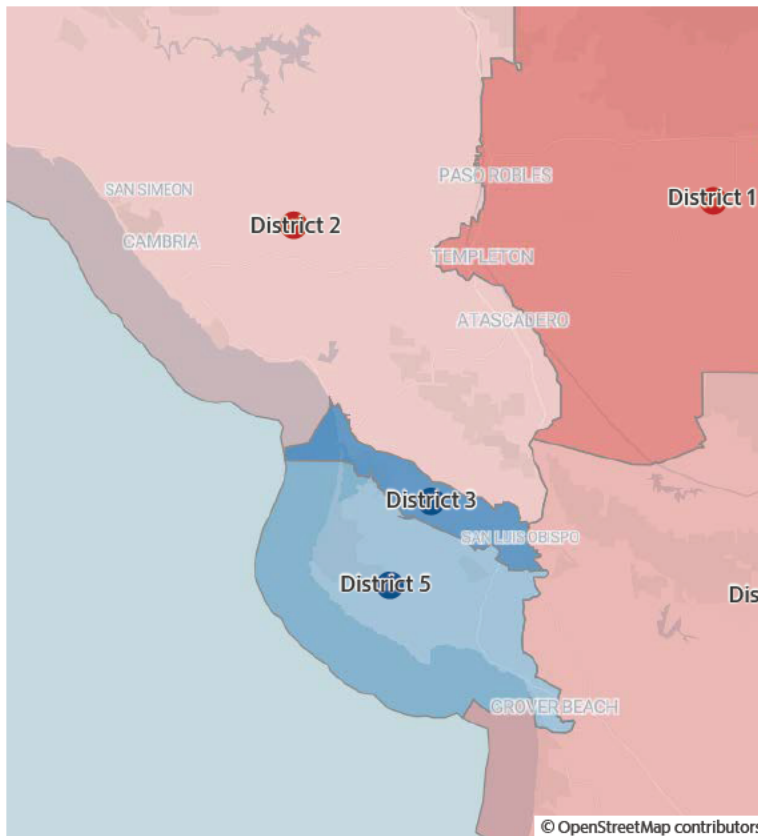 PASO ROBLES
SAN SIMEON
District 1
District 2
CAMBRIA
TEMPLETON
ATASCADERO
District 3
SAN LUIS OBISPO
District 5
Dis
GROVER BEACH
© OpenStreetMap contributors